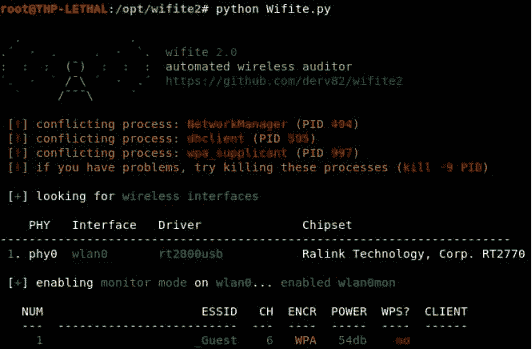 root@THP-LETHAL:/opt/wifite2# python Wifite.py
wifite 2.0
automated wireless auditor
https://github.com/derv82/wifite2
[!] conflicting process: NetworkManager (PID 494)
[!] conflicting process: dhclient (PID 595)
[!] conflicting process: wpa_supplicant (PID 997)
[!] if you have problems, try killing these processes (kill -9 PID)
[+] looking for wireless interfaces
PHY Interface Driver Chipset
1. phy0 wlan0 rt2800usb Ralink Technology, Corp. RT2770
[+] enabling monitor mode on wlan0... enabled wlan0mon
NUM ESSID CH ENCR POWER WPS? CLIENT
1 _Guest 6 WPA 54db no